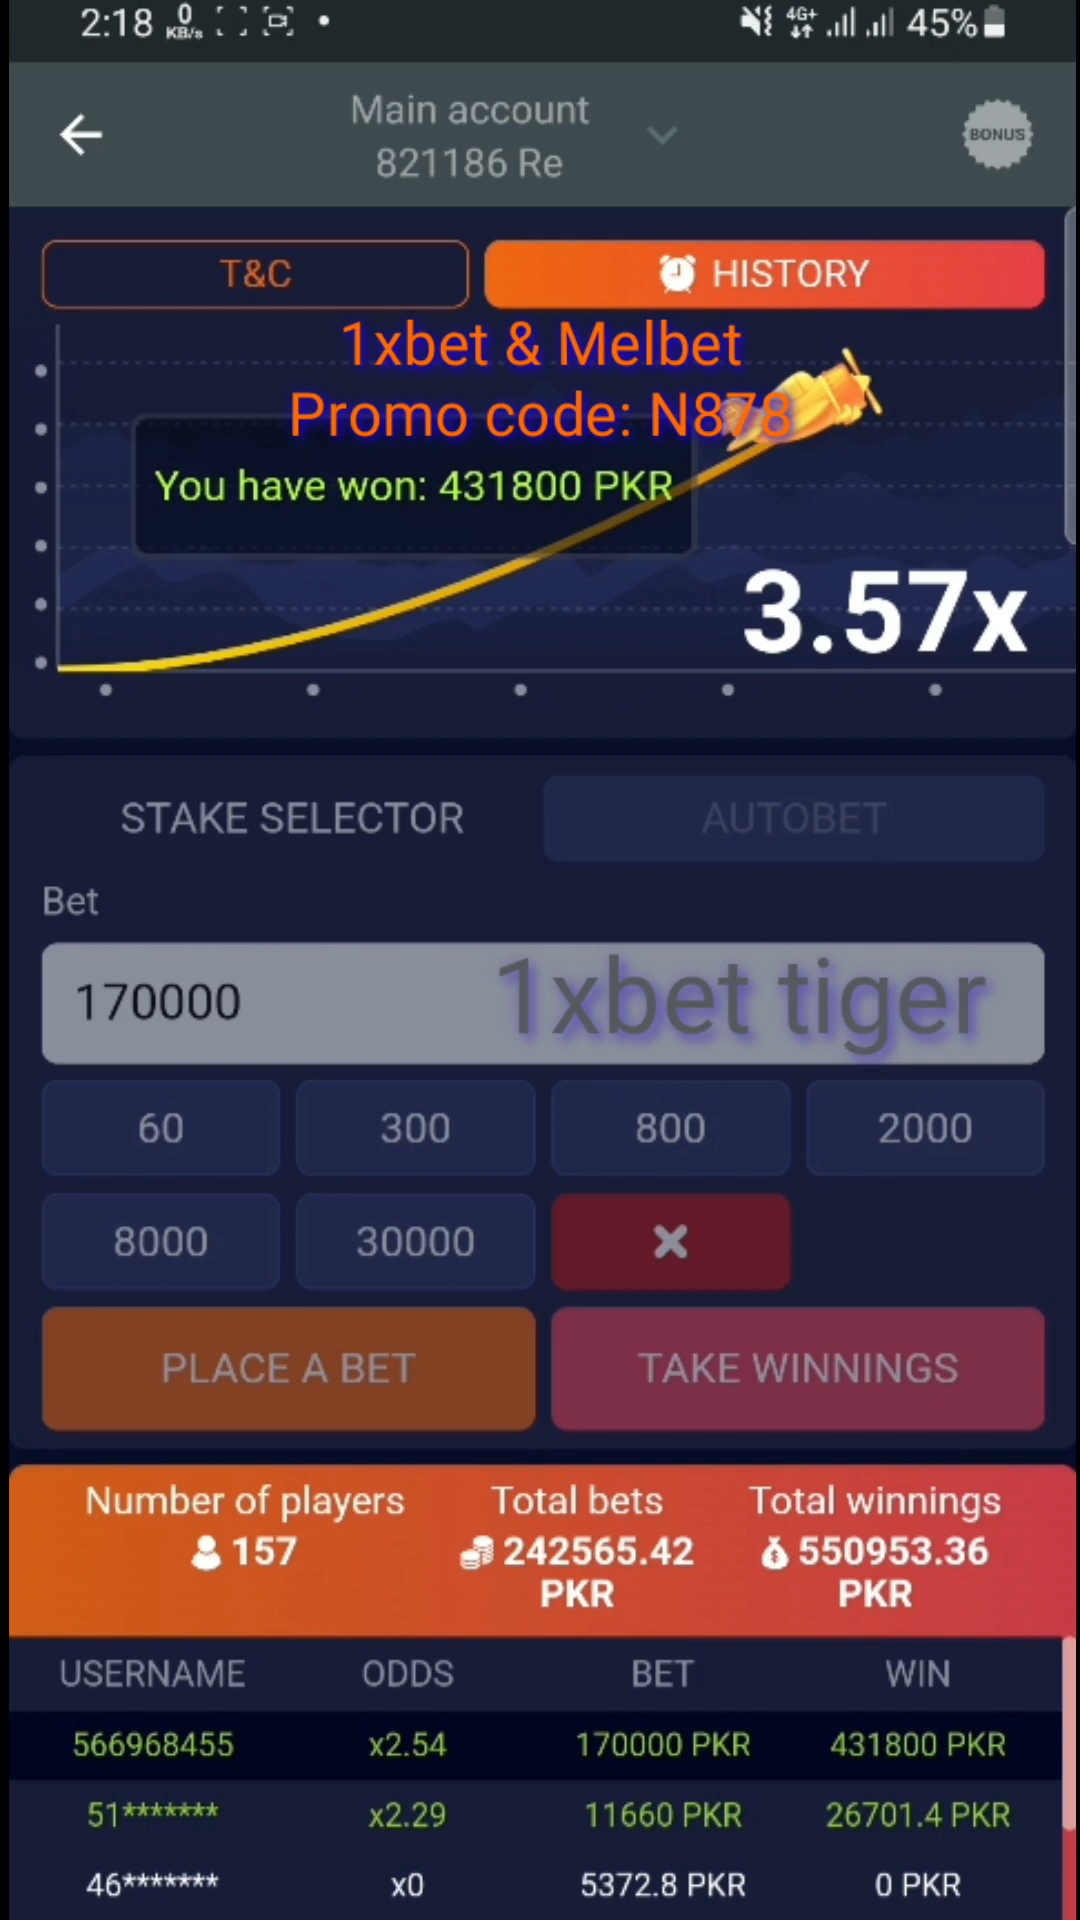 2:18 0 KB/s 4G+ 45%
Main account
821186 Re
BONUS
T&C HISTORY
1xbet & Melbet
Promo code: N878
You have won: 431800 PKR
3.57x
STAKE SELECTOR AUTOBET
Bet
170000 1xbet tiger
60 300 800 2000
8000 30000
PLACE A BET TAKE WINNINGS
Number of players Total bets Total winnings
157 242565.42 550953.36
PKR PKR
USERNAME ODDS BET WIN
566968455 x2.54 170000 PKR 431800 PKR
51******* x2.29 11660 PKR 26701.4 PKR
46******* x0 5372.8 PKR 0 PKR